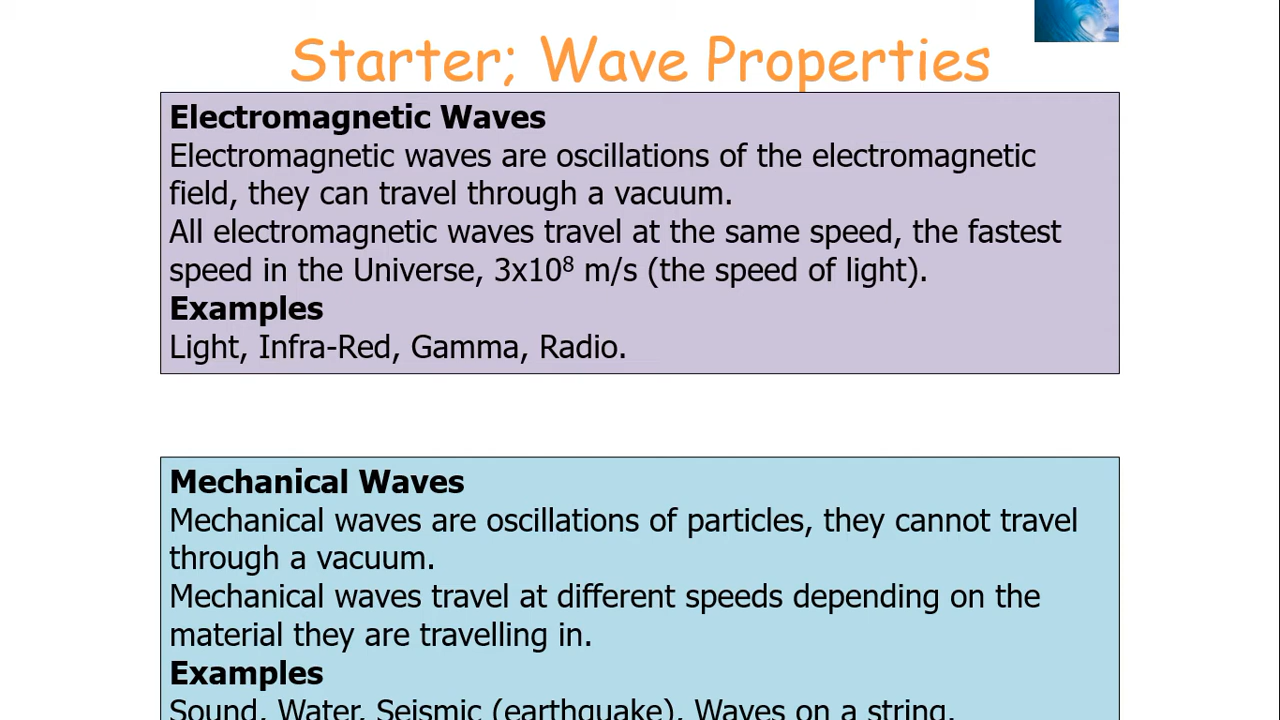 Starter; Wave Properties
Electromagnetic Waves
Electromagnetic waves are oscillations of the electromagnetic
field, they can travel through a vacuum.
All electromagnetic waves travel at the same speed, the fastest
speed in the Universe, 3x10⁸ m/s (the speed of light).
Examples
Light, Infra-Red, Gamma, Radio.
Mechanical Waves
Mechanical waves are oscillations of particles, they cannot travel
through a vacuum.
Mechanical waves travel at different speeds depending on the
material they are travelling in.
Examples
Sound, Water, Seismic (earthquake), Waves on a string.